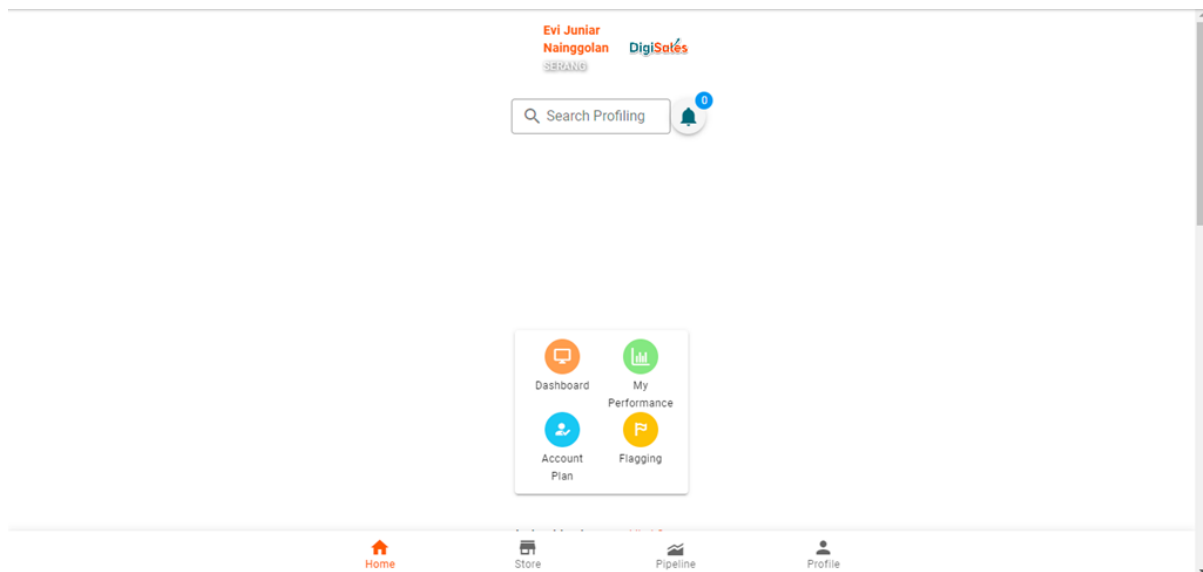 Evi Juniar
Nainggolan
DigiSales
SERANG
Search Profiling
0
Dashboard
My
Performance
Account
Plan
Flagging
Home
Store
Pipeline
Profile